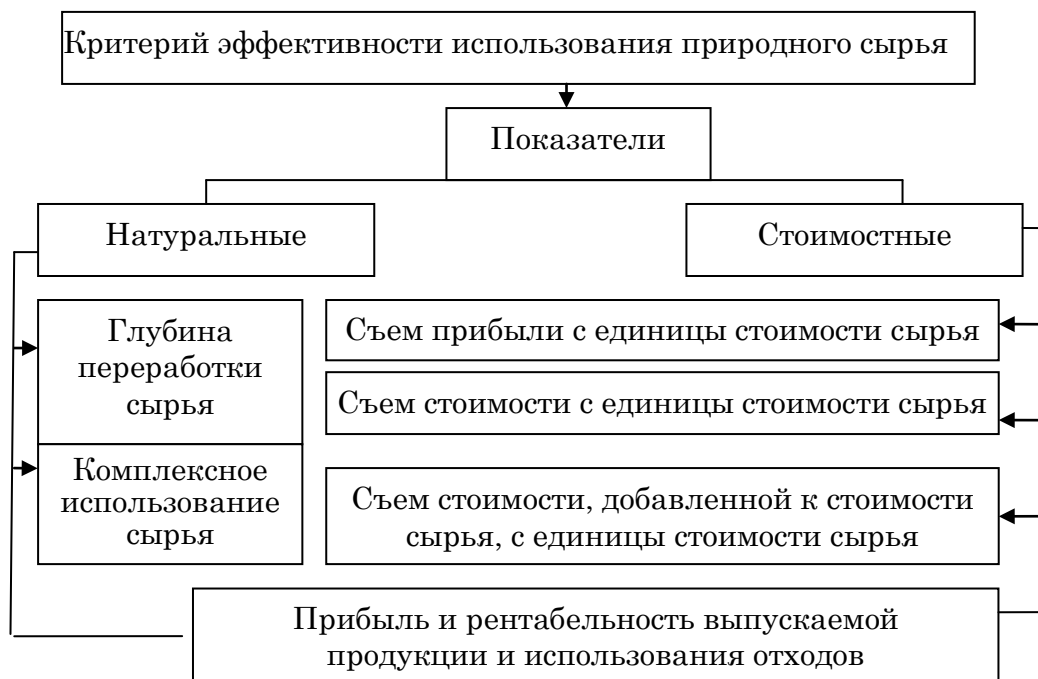 Критерий эффективности использования природного сырья
Показатели
Натуральные
Стоимостные
Глубина
переработки
сырья
Съем прибыли с единицы стоимости сырья
Съем стоимости с единицы стоимости сырья
Комплексное
использование
сырья
Съем стоимости, добавленной к стоимости
сырья, с единицы стоимости сырья
Прибыль и рентабельность выпускаемой
продукции и использования отходов